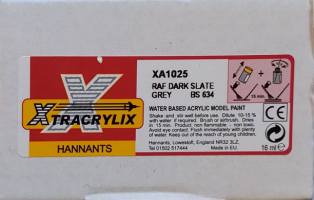 XA1025
RAF DARK SLATE
GREY BS 634
15 min.
X
XTRACRYLIX
HANNANTS
WATER BASED ACRYLIC MODEL PAINT
Shake and stir well before use. Dilute 10-15 %
with water if required. Brush or airbrush. Dries
in 15 min. Product, non flammable - non toxic.
Avoid eye contact. Flush immediately with plenty
of water. Keep out of the reach of children.
Hannants, Lowestoft, England NR32 3LZ.
Tel 01502 517444 Made in EU.
CE
16 ml e